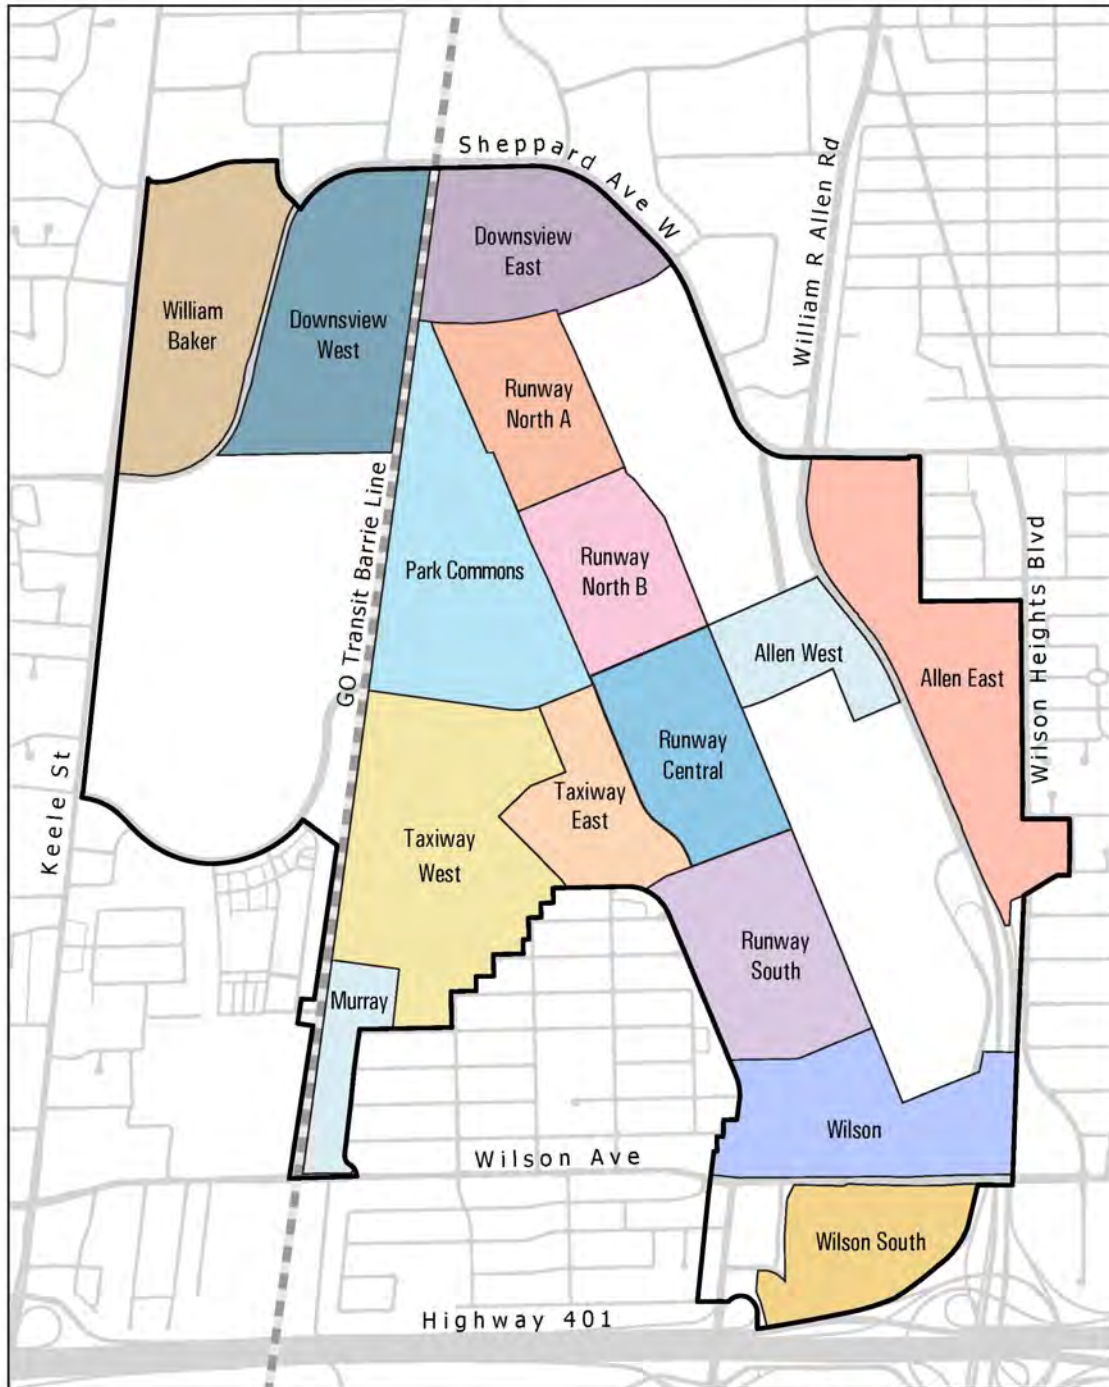 Sheppard Ave W
William R Allen Rd
Downsview
East
William
Baker
Downsview
West
Runway
North A
GO Transit Barrie Line
Park Commons
Runway
North B
Allen West
Allen East
Wilson Heights Blvd
Runway
Central
Keele St
Taxiway
East
Taxiway
West
Runway
South
Murray
Wilson
Wilson Ave
Wilson South
Highway 401